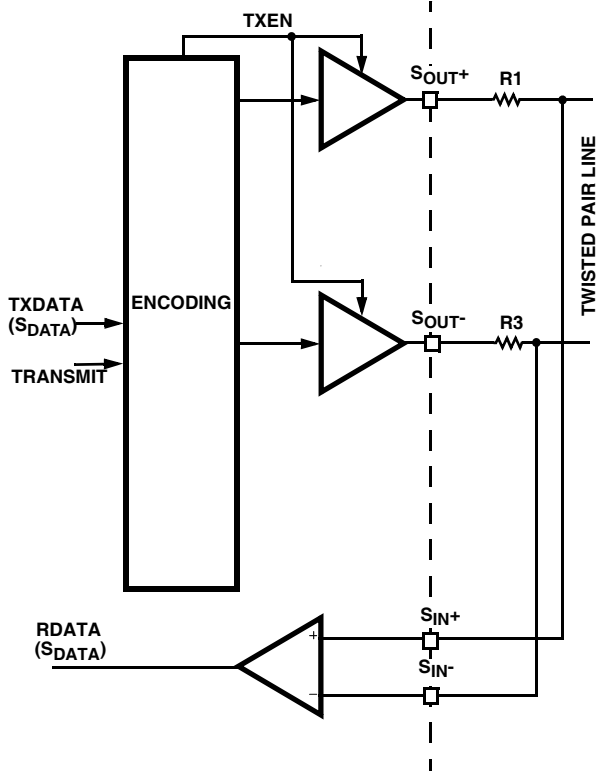 TXEN
SOUT+
R1
TWISTED PAIR LINE
ENCODING
TXDATA
(SDATA)
TRANSMIT
SOUT-
R3
SIN+
SIN-
RDATA
(SDATA)
+
−